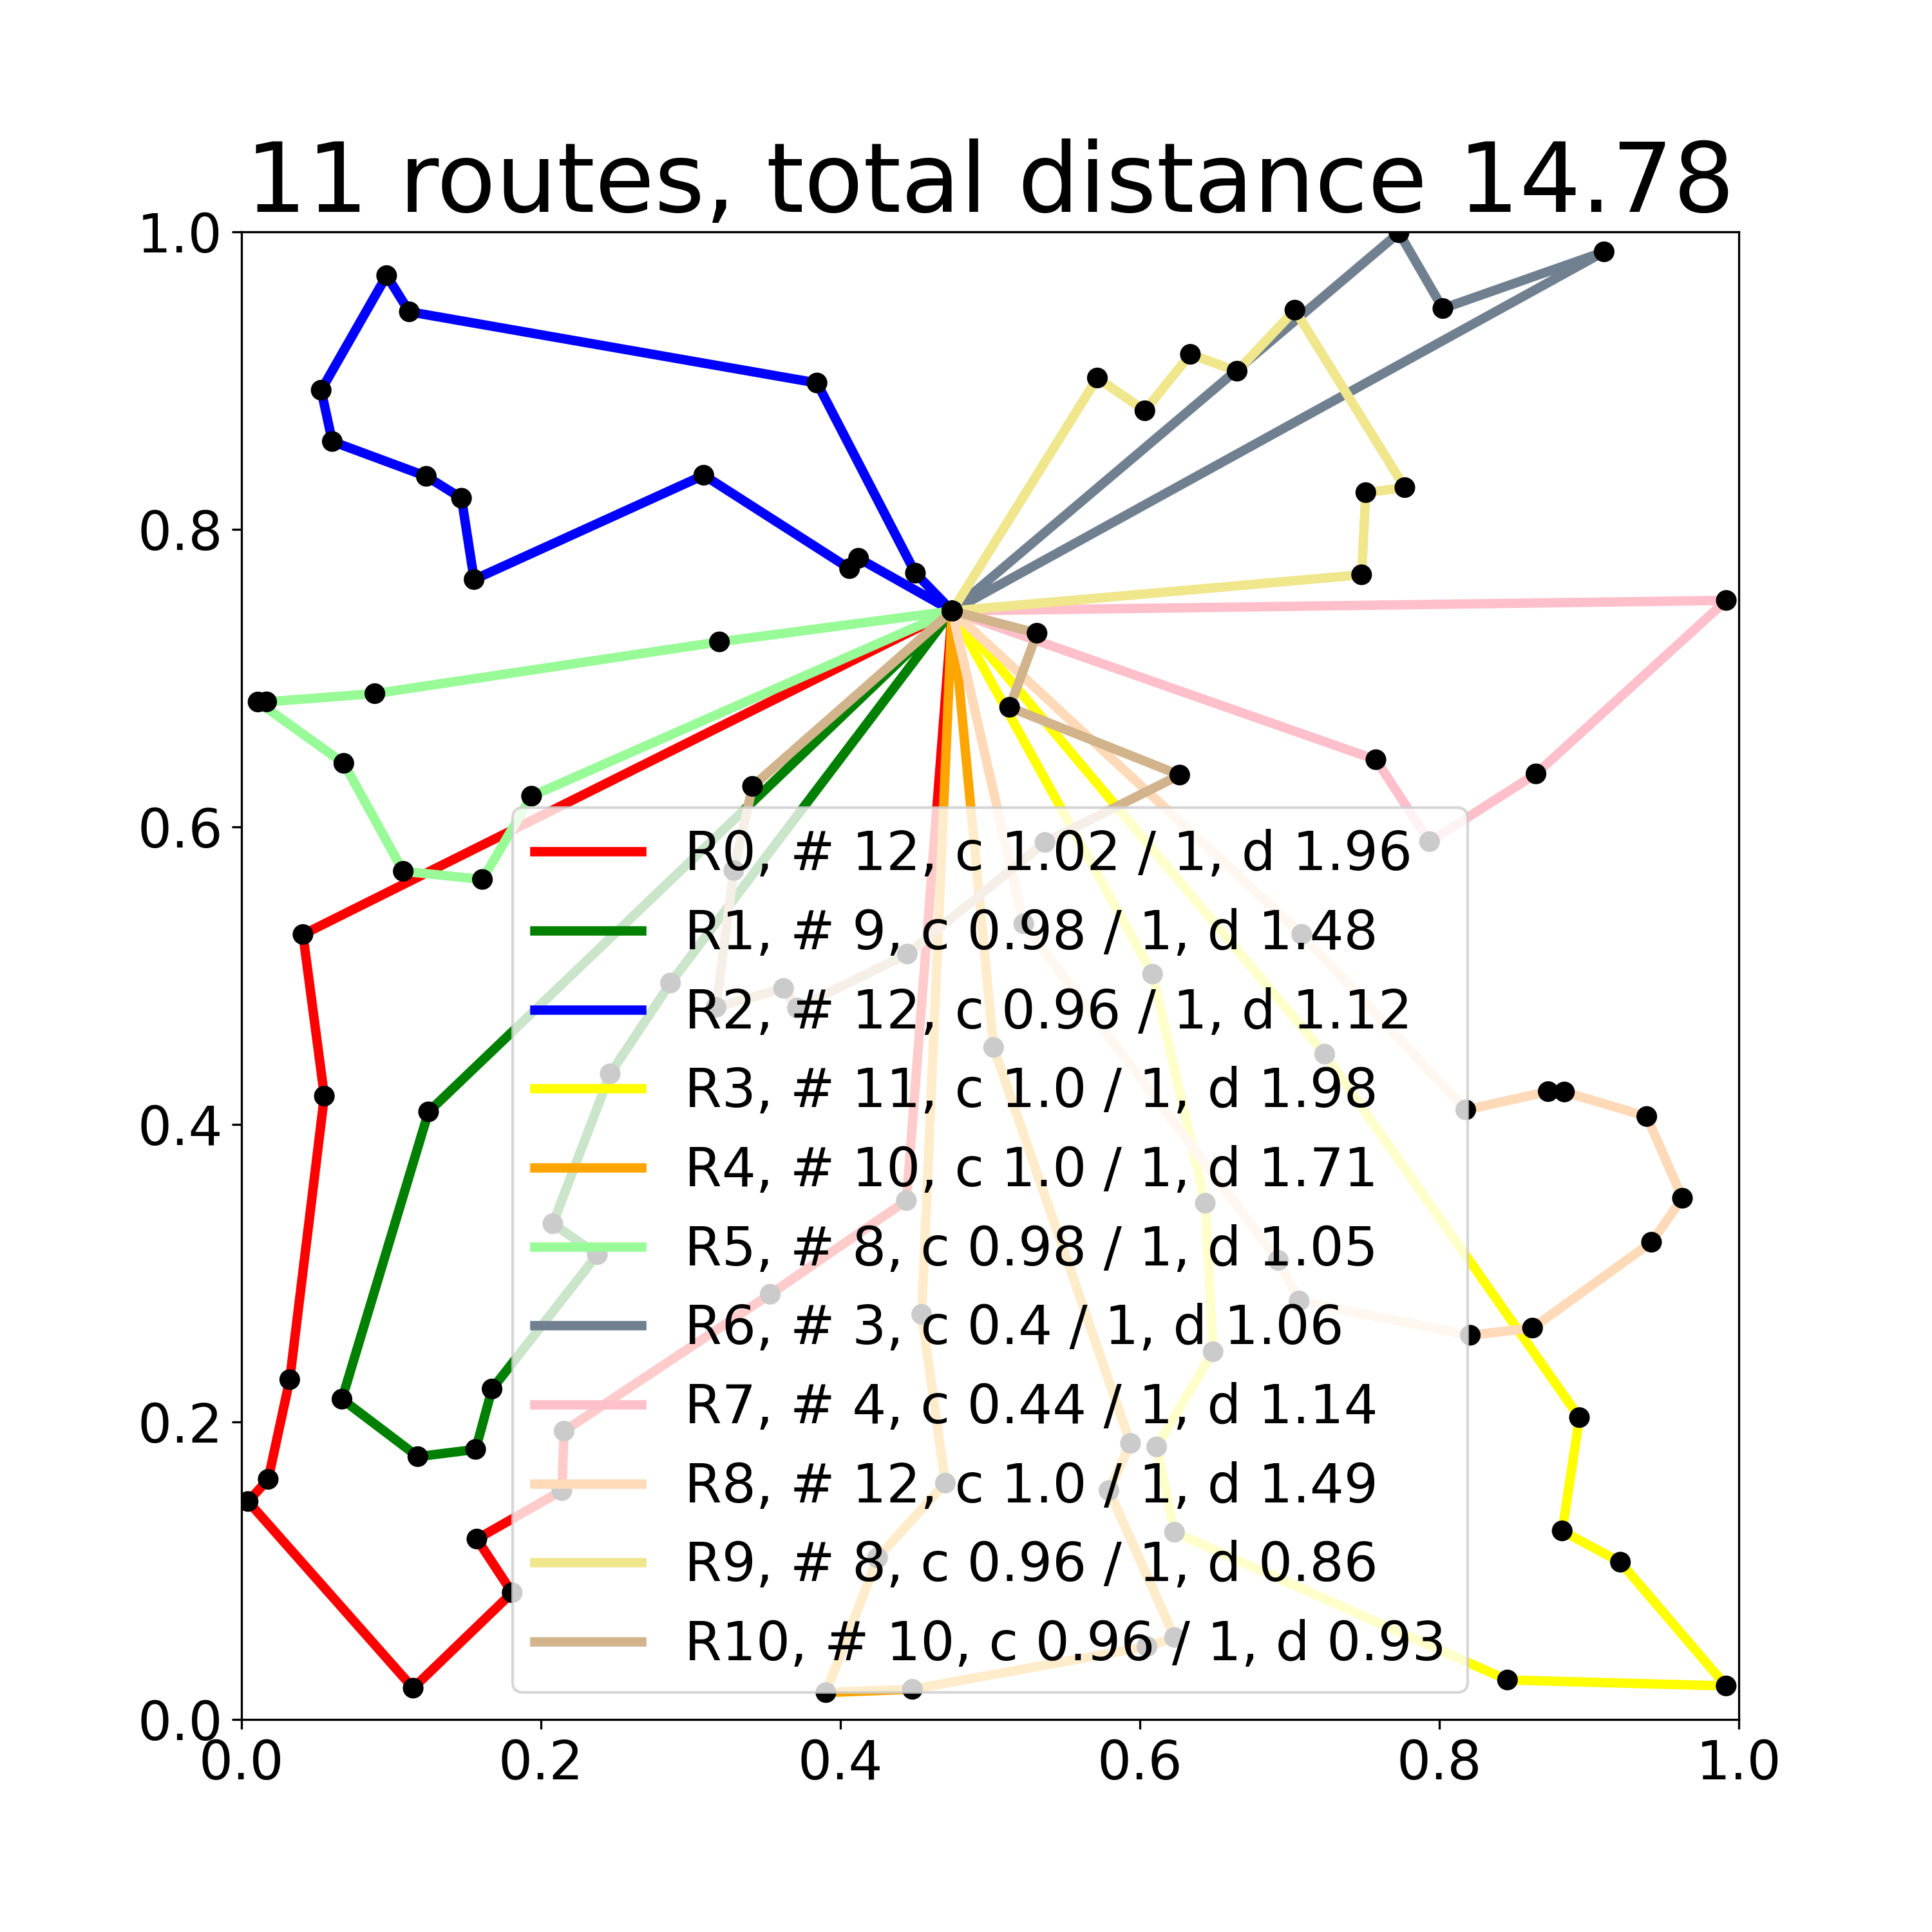 11 routes, total distance 14.78
1.0
0.8
0.6
0.4
0.2
0.0
R0, # 12, c 1.02 / 1, d 1.96
R1, # 9, c 0.98 / 1, d 1.48
R2, # 12, c 0.96 / 1, d 1.12
R3, # 11, c 1.0 / 1, d 1.98
R4, # 10, c 1.0 / 1, d 1.71
R5, # 8, c 0.98 / 1, d 1.05
R6, # 3, c 0.4 / 1, d 1.06
R7, # 4, c 0.44 / 1, d 1.14
R8, # 12, c 1.0 / 1, d 1.49
R9, # 8, c 0.96 / 1, d 0.86
R10, # 10, c 0.96 / 1, d 0.93
0.0 0.2 0.4 0.6 0.8 1.0